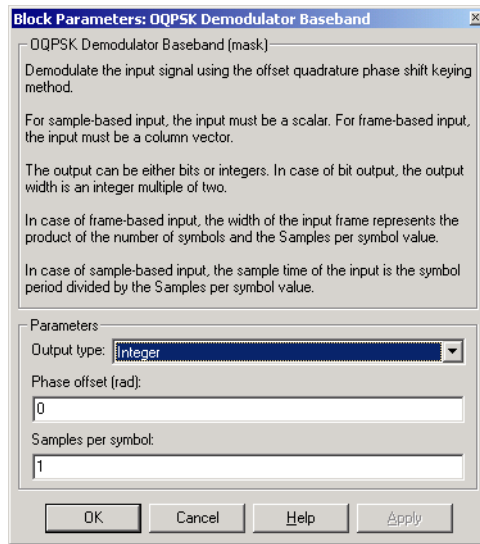 Block Parameters: OQPSK Demodulator Baseband
OQPSK Demodulator Baseband (mask)
Demodulate the input signal using the offset quadrature phase shift keying
method.
For sample-based input, the input must be a scalar. For frame-based input,
the input must be a column vector.
The output can be either bits or integers. In case of bit output, the output
width is an integer multiple of two.
In case of frame-based input, the width of the input frame represents the
product of the number of symbols and the Samples per symbol value.
In case of sample-based input, the sample time of the input is the symbol
period divided by the Samples per symbol value.
Parameters
Output type: Integer
Phase offset (rad):
0
Samples per symbol:
1
OK Cancel Help Apply